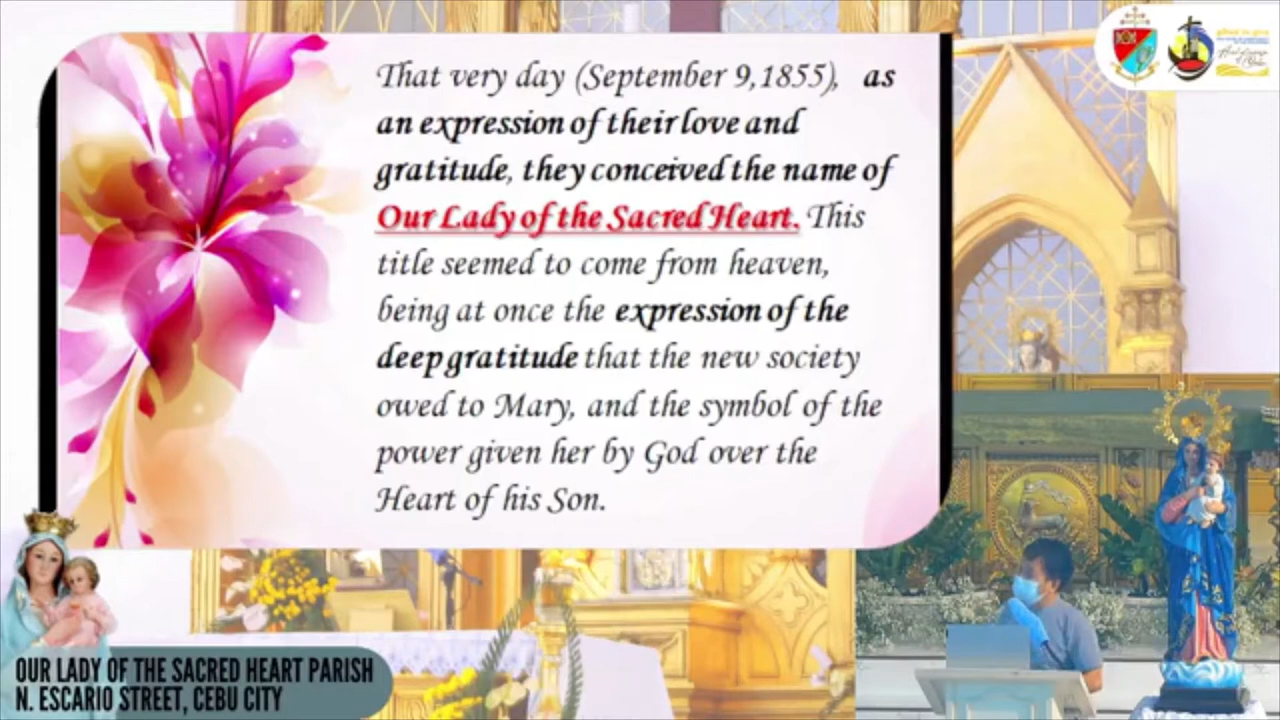 That very day (September 9,1855), as
an expression of their love and
gratitude, they conceived the name of
Our Lady of the Sacred Heart. This
title seemed to come from heaven,
being at once the expression of the
deep gratitude that the new society
owed to Mary, and the symbol of the
power given her by God over the
Heart of his Son.
OUR LADY OF THE SACRED HEART PARISH
N. ESCARIO STREET, CEBU CITY